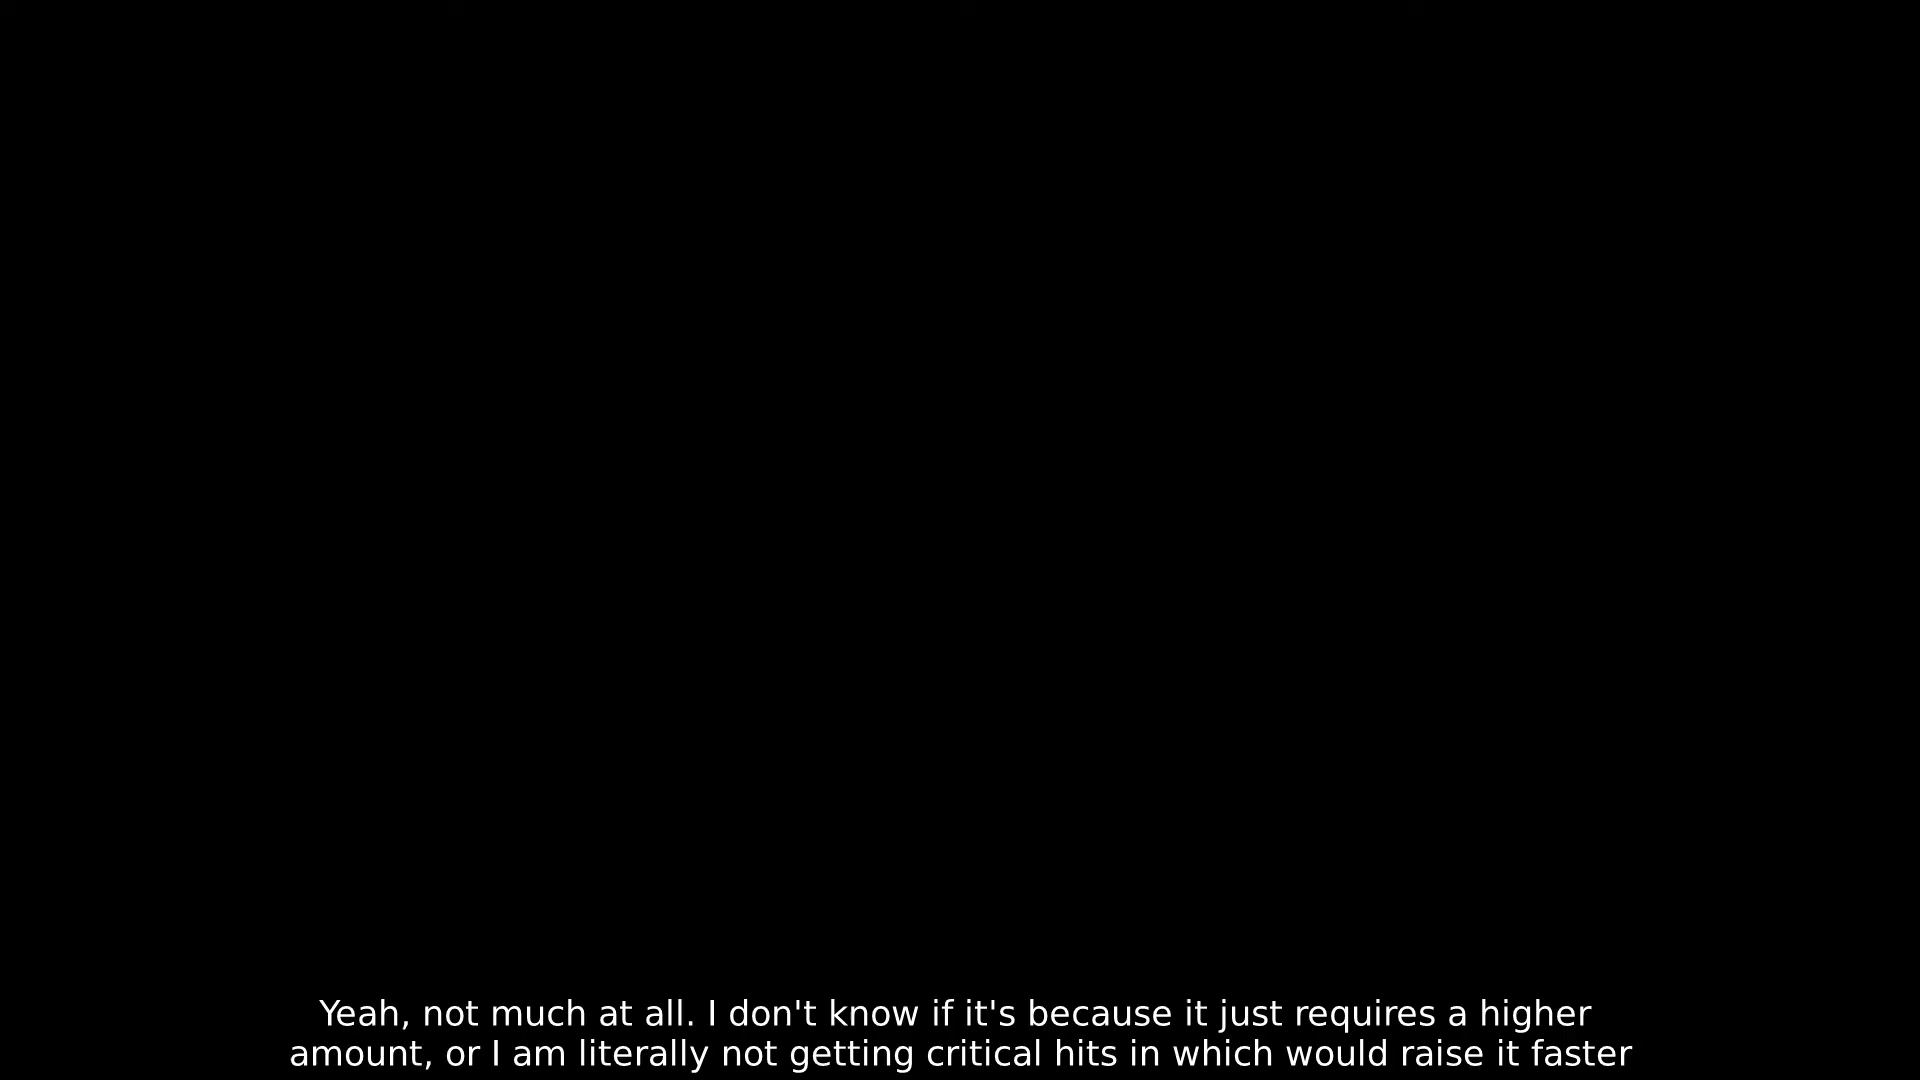 Yeah, not much at all. I don't know if it's because it just requires a higher
amount, or I am literally not getting critical hits in which would raise it faster